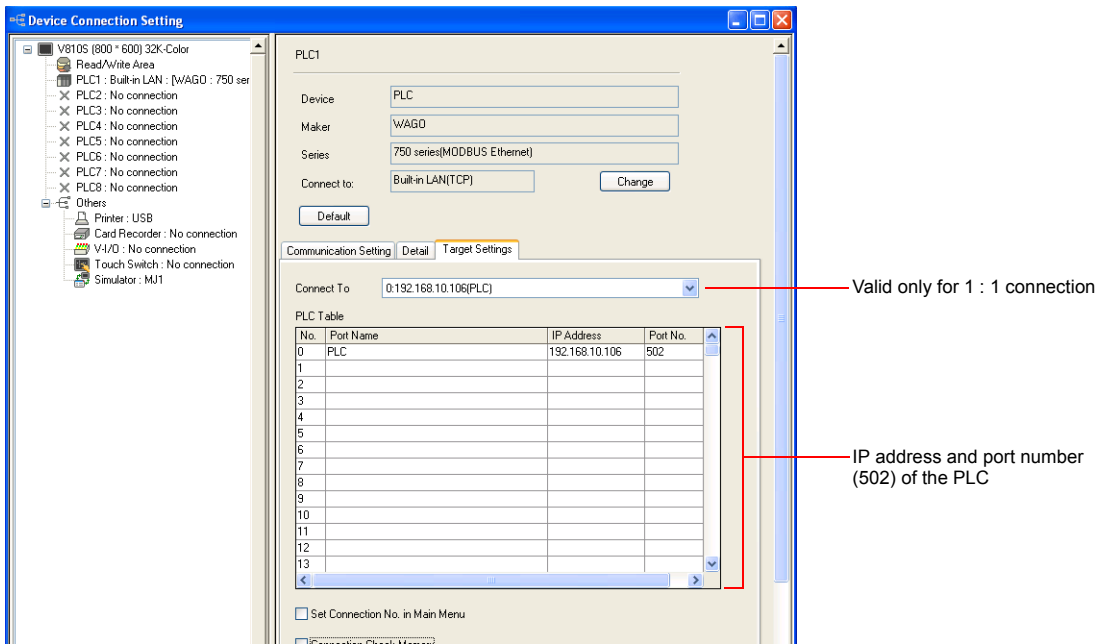 Device Connection Setting
V810S (800 * 600) 32K-Color
Read/Write Area
PLC1 : Built-in LAN : [WAGO : 750 ser
PLC2 : No connection
PLC3 : No connection
PLC4 : No connection
PLC5 : No connection
PLC6 : No connection
PLC7 : No connection
PLC8 : No connection
Others
Printer : USB
Card Recorder : No connection
V-I/O : No connection
Touch Switch : No connection
Simulator : MJ1
PLC1
Device PLC
Maker WAGO
Series 750 series(MODBUS Ethernet)
Connect to: Built-in LAN(TCP) Change
Default
Communication Setting Detail Target Settings
Connect To 0:192.168.10.106(PLC)
PLC Table
No. Port Name IP Address Port No.
0 PLC 192.168.10.106 502
1
2
3
4
5
6
7
8
9
10
11
12
13
Set Connection No. in Main Menu
Connection Check Memory
Valid only for 1 : 1 connection
IP address and port number
(502) of the PLC